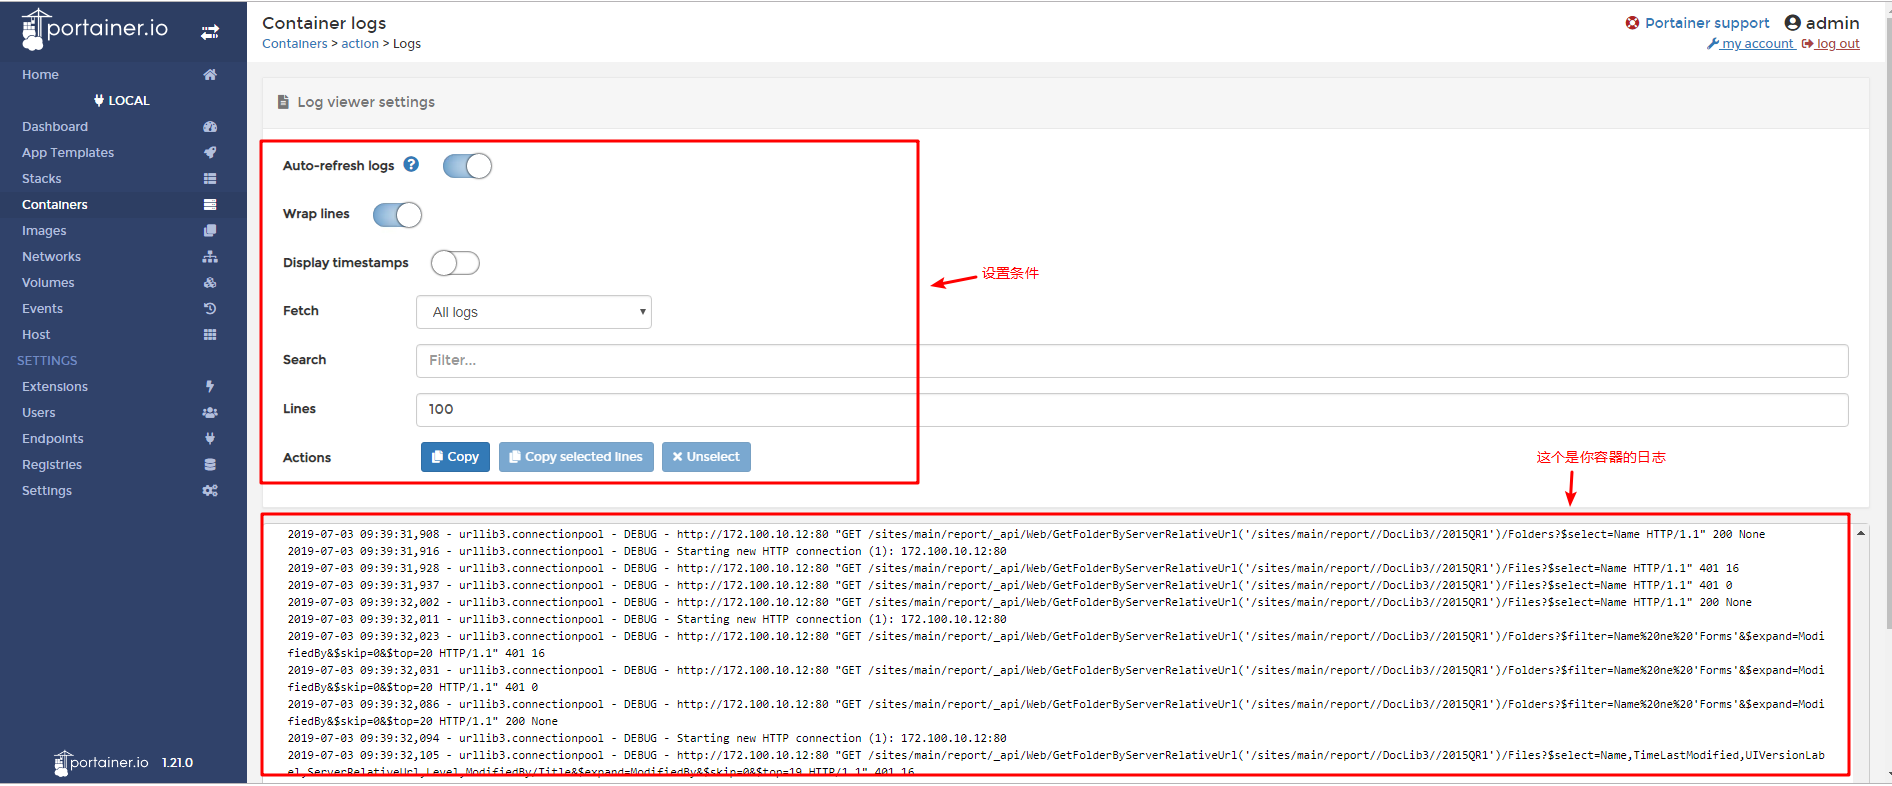 portainer.io
Home
LOCAL
Dashboard
App Templates
Stacks
Containers
Images
Networks
Volumes
Events
Host
SETTINGS
Extensions
Users
Endpoints
Registries
Settings
portainer.io 1.21.0
Container logs
Containers > action > Logs
Portainer support admin
my account log out
Log viewer settings
Auto-refresh logs ?
Wrap lines
Display timestamps
设置条件
Fetch All logs
Search Filter...
Lines 100
Actions Copy Copy selected lines Unselect
这个是你容器的日志
2019-07-03 09:39:31,908 - urllib3.connectionpool - DEBUG - http://172.100.10.12:80 "GET /sites/main/report/_api/Web/GetFolderByServerRelativeUrl('/sites/main/report//DocLib3//2015QR1')/Folders?$select=Name HTTP/1.1" 200 None
2019-07-03 09:39:31,916 - urllib3.connectionpool - DEBUG - Starting new HTTP connection (1): 172.100.10.12:80
2019-07-03 09:39:31,928 - urllib3.connectionpool - DEBUG - http://172.100.10.12:80 "GET /sites/main/report/_api/Web/GetFolderByServerRelativeUrl('/sites/main/report//DocLib3//2015QR1')/Files?$select=Name HTTP/1.1" 401 16
2019-07-03 09:39:31,937 - urllib3.connectionpool - DEBUG - http://172.100.10.12:80 "GET /sites/main/report/_api/Web/GetFolderByServerRelativeUrl('/sites/main/report//DocLib3//2015QR1')/Files?$select=Name HTTP/1.1" 401 0
2019-07-03 09:39:32,002 - urllib3.connectionpool - DEBUG - http://172.100.10.12:80 "GET /sites/main/report/_api/Web/GetFolderByServerRelativeUrl('/sites/main/report//DocLib3//2015QR1')/Files?$select=Name HTTP/1.1" 200 None
2019-07-03 09:39:32,011 - urllib3.connectionpool - DEBUG - Starting new HTTP connection (1): 172.100.10.12:80
2019-07-03 09:39:32,023 - urllib3.connectionpool - DEBUG - http://172.100.10.12:80 "GET /sites/main/report/_api/Web/GetFolderByServerRelativeUrl('/sites/main/report//DocLib3//2015QR1')/Folders?$filter=Name%20ne%20'Forms'&$expand=Modi
fiedBy&$skip=0&$top=20 HTTP/1.1" 401 16
2019-07-03 09:39:32,031 - urllib3.connectionpool - DEBUG - http://172.100.10.12:80 "GET /sites/main/report/_api/Web/GetFolderByServerRelativeUrl('/sites/main/report//DocLib3//2015QR1')/Folders?$filter=Name%20ne%20'Forms'&$expand=Modi
fiedBy&$skip=0&$top=20 HTTP/1.1" 401 0
2019-07-03 09:39:32,086 - urllib3.connectionpool - DEBUG - http://172.100.10.12:80 "GET /sites/main/report/_api/Web/GetFolderByServerRelativeUrl('/sites/main/report//DocLib3//2015QR1')/Folders?$filter=Name%20ne%20'Forms'&$expand=Modi
fiedBy&$skip=0&$top=20 HTTP/1.1" 200 None
2019-07-03 09:39:32,094 - urllib3.connectionpool - DEBUG - Starting new HTTP connection (1): 172.100.10.12:80
2019-07-03 09:39:32,105 - urllib3.connectionpool - DEBUG - http://172.100.10.12:80 "GET /sites/main/report/_api/Web/GetFolderByServerRelativeUrl('/sites/main/report//DocLib3//2015QR1')/Files?$select=Name,TimeLastModified,UIVersionLab
el,ServerRelativeUrl,Level,ModifiedBy/Title&$expand=ModifiedBy&$skip=0&$top=19 HTTP/1.1" 401 16